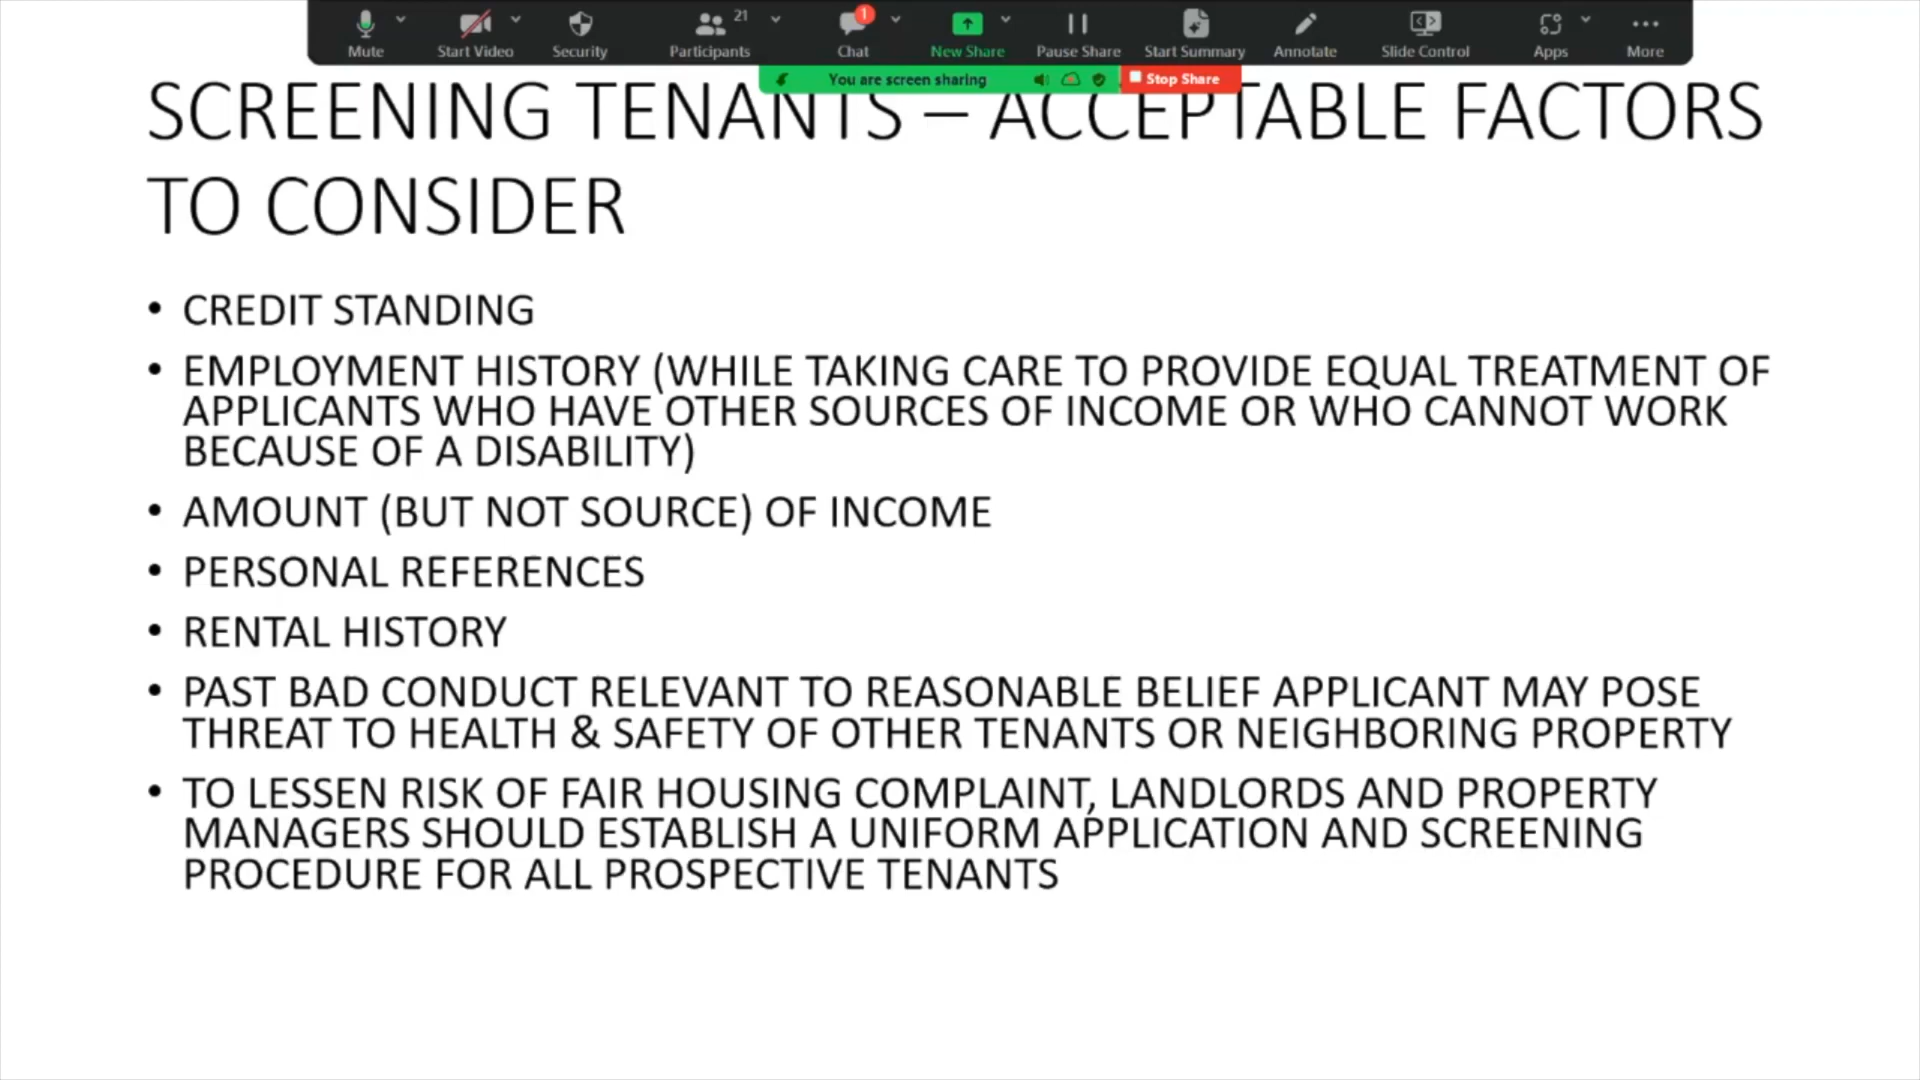 Mute
Start Video
Security
21
Participants
1
Chat
New Share
Pause Share
Start Summary
Annotate
Slide Control
Apps
More
You are screen sharing
Stop Share
SCREENING TENANTS – ACCEPTABLE FACTORS
TO CONSIDER
• CREDIT STANDING
• EMPLOYMENT HISTORY (WHILE TAKING CARE TO PROVIDE EQUAL TREATMENT OF
APPLICANTS WHO HAVE OTHER SOURCES OF INCOME OR WHO CANNOT WORK
BECAUSE OF A DISABILITY)
• AMOUNT (BUT NOT SOURCE) OF INCOME
• PERSONAL REFERENCES
• RENTAL HISTORY
• PAST BAD CONDUCT RELEVANT TO REASONABLE BELIEF APPLICANT MAY POSE
THREAT TO HEALTH & SAFETY OF OTHER TENANTS OR NEIGHBORING PROPERTY
• TO LESSEN RISK OF FAIR HOUSING COMPLAINT, LANDLORDS AND PROPERTY
MANAGERS SHOULD ESTABLISH A UNIFORM APPLICATION AND SCREENING
PROCEDURE FOR ALL PROSPECTIVE TENANTS